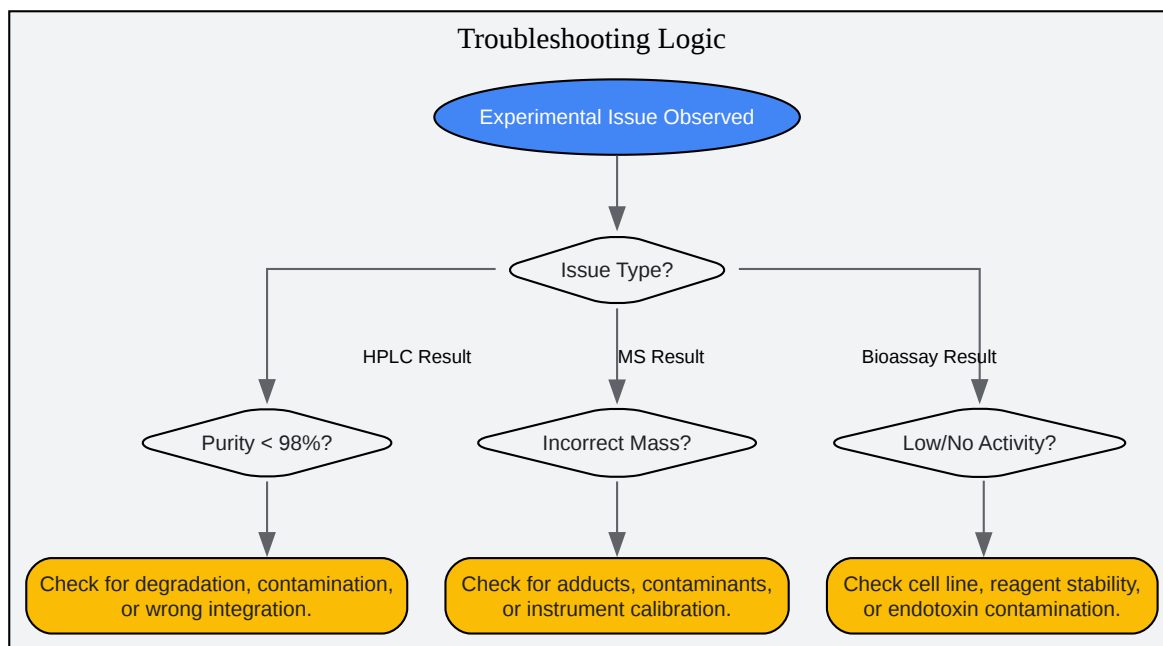 Troubleshooting Logic
Experimental Issue Observed
Issue Type?
HPLC Result
MS Result
Bioassay Result
Purity < 98%?
Incorrect Mass?
Low/No Activity?
Check for degradation, contamination,
or wrong integration.
Check for adducts, contaminants,
or instrument calibration.
Check cell line, reagent stability,
or endotoxin contamination.